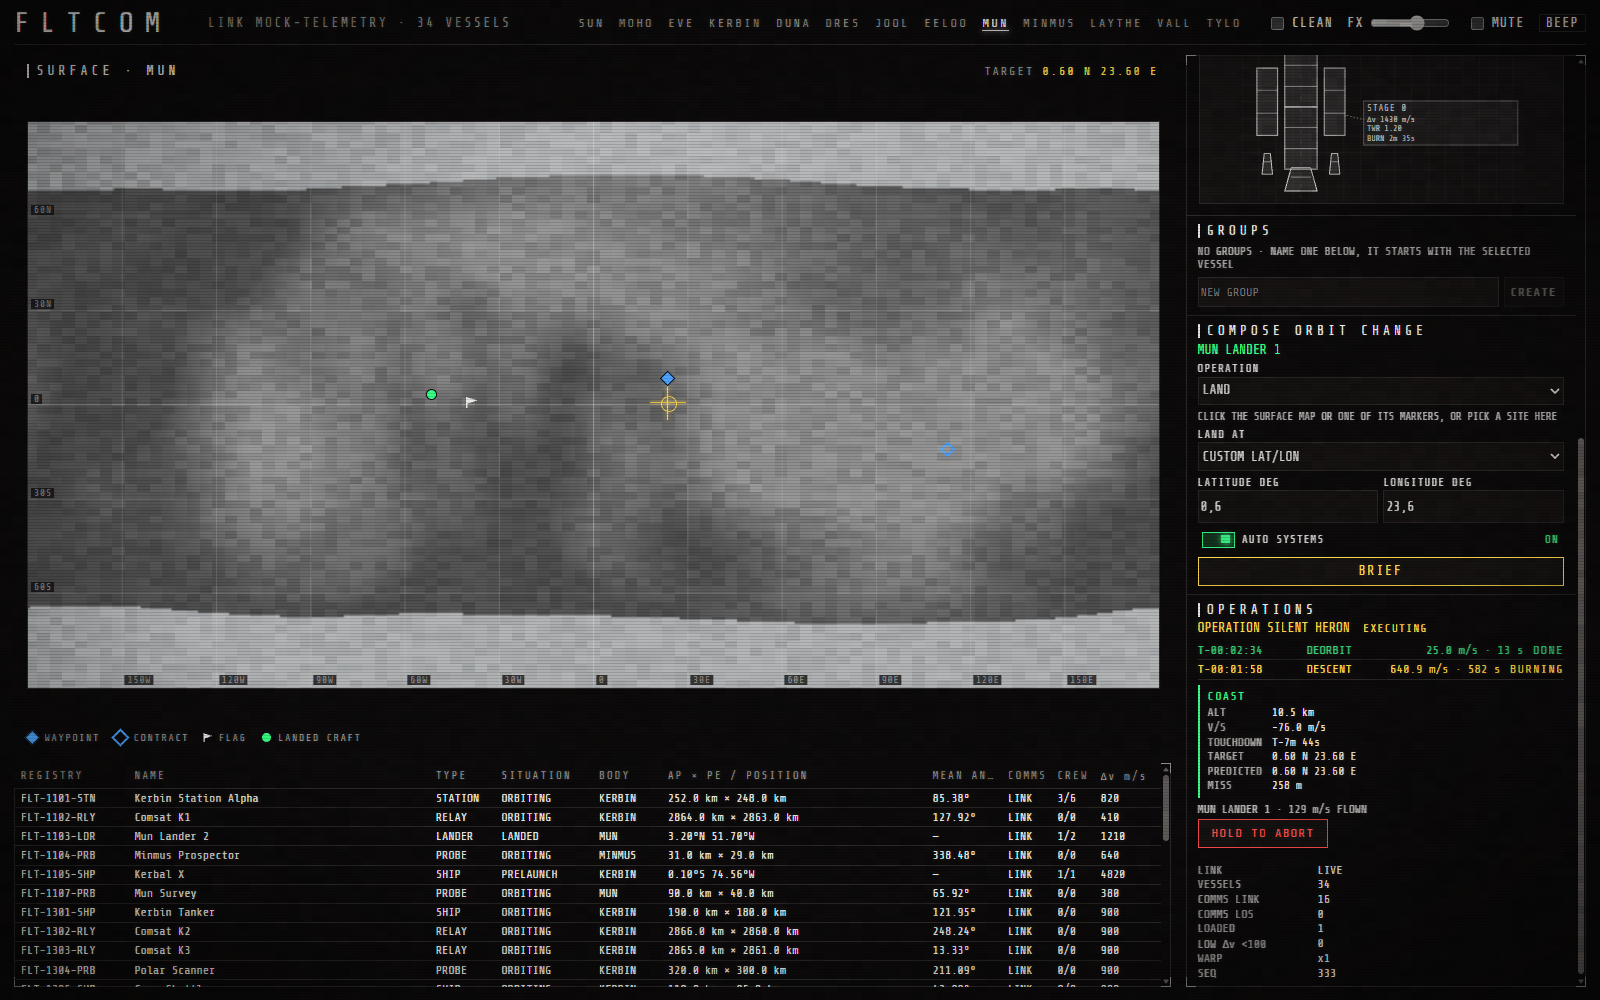 FLTCOM
LINK MOCK-TELEMETRY · 34 VESSELS
SUN MOHO EVE KERBIN DUNA DRES JOOL EELOO MUN MINMUS LAYTHE VALL TYLO
CLEAN FX MUTE BEEP
SURFACE · MUN
TARGET 0.60 N 23.60 E
60N
30N
0
30S
60S
150W 120W 90W 60W 30W 0 30E 60E 90E 120E 150E
WAYPOINT CONTRACT FLAG LANDED CRAFT
REGISTRY NAME TYPE SITUATION BODY AP × PE / POSITION MEAN AN… COMMS CREW Δv m/s
FLT-1101-STN Kerbin Station Alpha STATION ORBITING KERBIN 252.0 km × 248.0 km 85.38° LINK 3/6 820
FLT-1102-RLY Comsat K1 RELAY ORBITING KERBIN 2864.0 km × 2863.0 km 127.92° LINK 0/0 410
FLT-1103-LDR Mun Lander 2 LANDER LANDED MUN 3.20°N 51.70°W — LINK 1/2 1210
FLT-1104-PRB Minmus Prospector PROBE ORBITING MINMUS 31.0 km × 29.0 km 338.48° LINK 0/0 640
FLT-1105-SHP Kerbal X SHIP PRELAUNCH KERBIN 0.10°S 74.56°W — LINK 1/1 4820
FLT-1107-PRB Mun Survey PROBE ORBITING MUN 90.0 km × 40.0 km 65.92° LINK 0/0 380
FLT-1301-SHP Kerbin Tanker SHIP ORBITING KERBIN 190.0 km × 180.0 km 121.95° LINK 0/0 900
FLT-1302-RLY Comsat K2 RELAY ORBITING KERBIN 2866.0 km × 2860.0 km 248.24° LINK 0/0 900
FLT-1303-RLY Comsat K3 RELAY ORBITING KERBIN 2865.0 km × 2861.0 km 13.33° LINK 0/0 900
FLT-1304-PRB Polar Scanner PROBE ORBITING KERBIN 320.0 km × 300.0 km 211.09° LINK 0/0 900
STAGE 0
Δv 1430 m/s
TWR 1.20
BURN 2m 35s
GROUPS
NO GROUPS · NAME ONE BELOW, IT STARTS WITH THE SELECTED
VESSEL
NEW GROUP CREATE
COMPOSE ORBIT CHANGE
MUN LANDER 1
OPERATION
LAND
CLICK THE SURFACE MAP OR ONE OF ITS MARKERS, OR PICK A SITE HERE
LAND AT
CUSTOM LAT/LON
LATITUDE DEG LONGITUDE DEG
0,6 23,6
AUTO SYSTEMS ON
BRIEF
OPERATIONS
OPERATION SILENT HERON EXECUTING
T-00:02:34 DEORBIT 25.0 m/s · 13 s DONE
T-00:01:58 DESCENT 640.9 m/s · 582 s BURNING
COAST
ALT 10.5 km
V/S -76.0 m/s
TOUCHDOWN T-7m 44s
TARGET 0.60 N 23.60 E
PREDICTED 0.60 N 23.60 E
MISS 258 m
MUN LANDER 1 · 129 m/s FLOWN
HOLD TO ABORT
LINK LIVE
VESSELS 34
COMMS LINK 16
COMMS LOS 0
LOADED 1
LOW Δv <100 0
WARP x1
SEQ 333